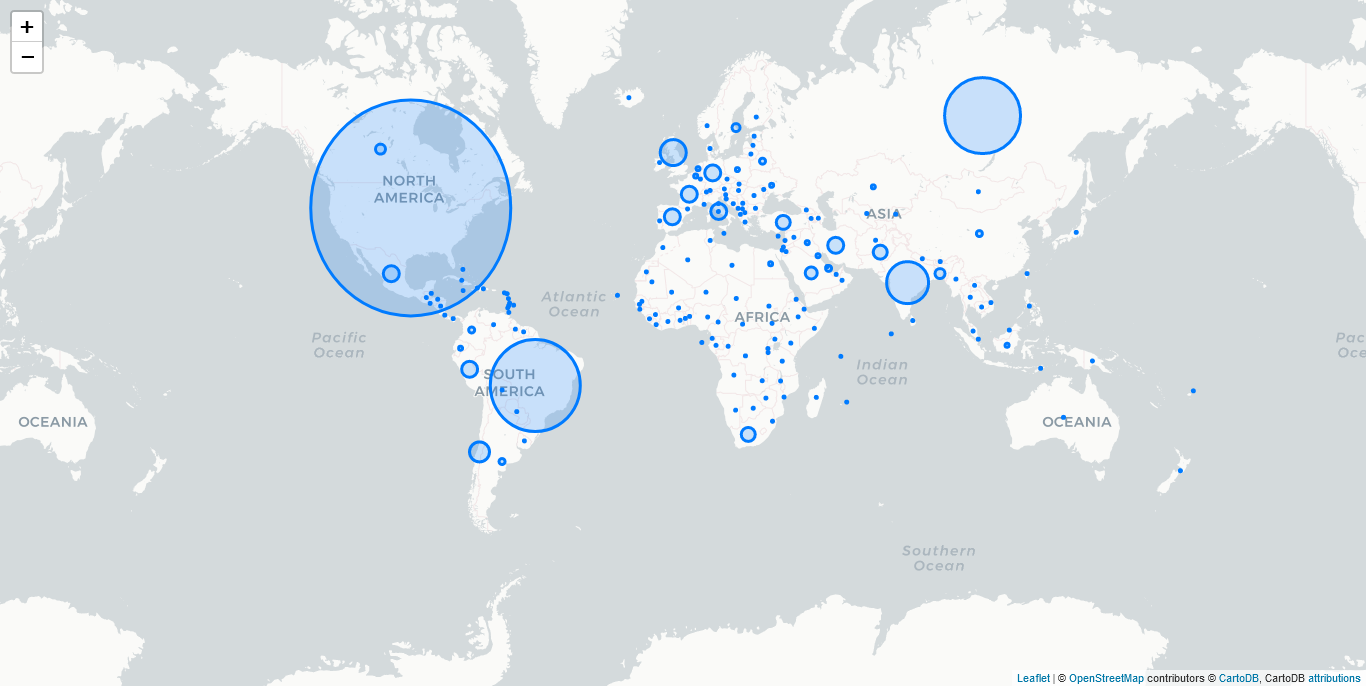 +
−
NORTH
AMERICA
Atlantic
Ocean
Pacific
Ocean
SOUTH
AMERICA
AFRICA
ASIA
Indian
Ocean
OCEANIA
OCEANIA
Pac
Oce
Southern
Ocean
Leaflet | © OpenStreetMap contributors © CartoDB, CartoDB attributions